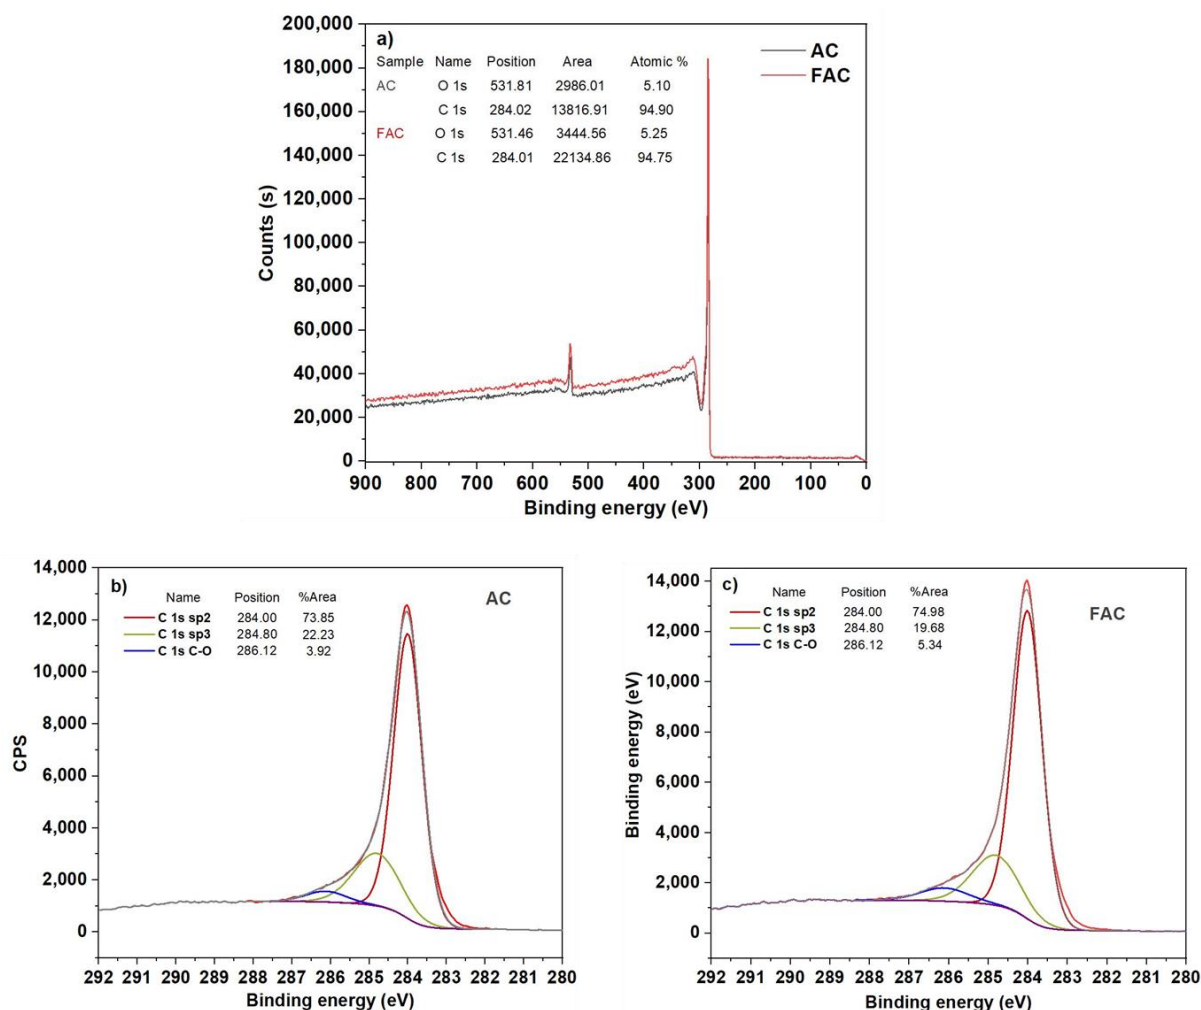 a)
AC
FAC
Sample Name Position Area Atomic %
AC O 1s 531.81 2986.01 5.10
C 1s 284.02 13816.91 94.90
FAC O 1s 531.46 3444.56 5.25
C 1s 284.01 22134.86 94.75
200,000
180,000
160,000
140,000
120,000
100,000
80,000
60,000
40,000
20,000
0
Counts (s)
900 800 700 600 500 400 300 200 100 0
Binding energy (eV)
b)
AC
Name Position %Area
C 1s sp2 284.00 73.85
C 1s sp3 284.80 22.23
C 1s C-O 286.12 3.92
14,000
12,000
10,000
8,000
6,000
4,000
2,000
0
CPS
292 291 290 289 288 287 286 285 284 283 282 281 280
Binding energy (eV)
c)
FAC
Name Position %Area
C 1s sp2 284.00 74.98
C 1s sp3 284.80 19.68
C 1s C-O 286.12 5.34
14,000
12,000
10,000
8,000
6,000
4,000
2,000
0
Binding energy (eV)
292 291 290 289 288 287 286 285 284 283 282 281 280
Binding energy (eV)